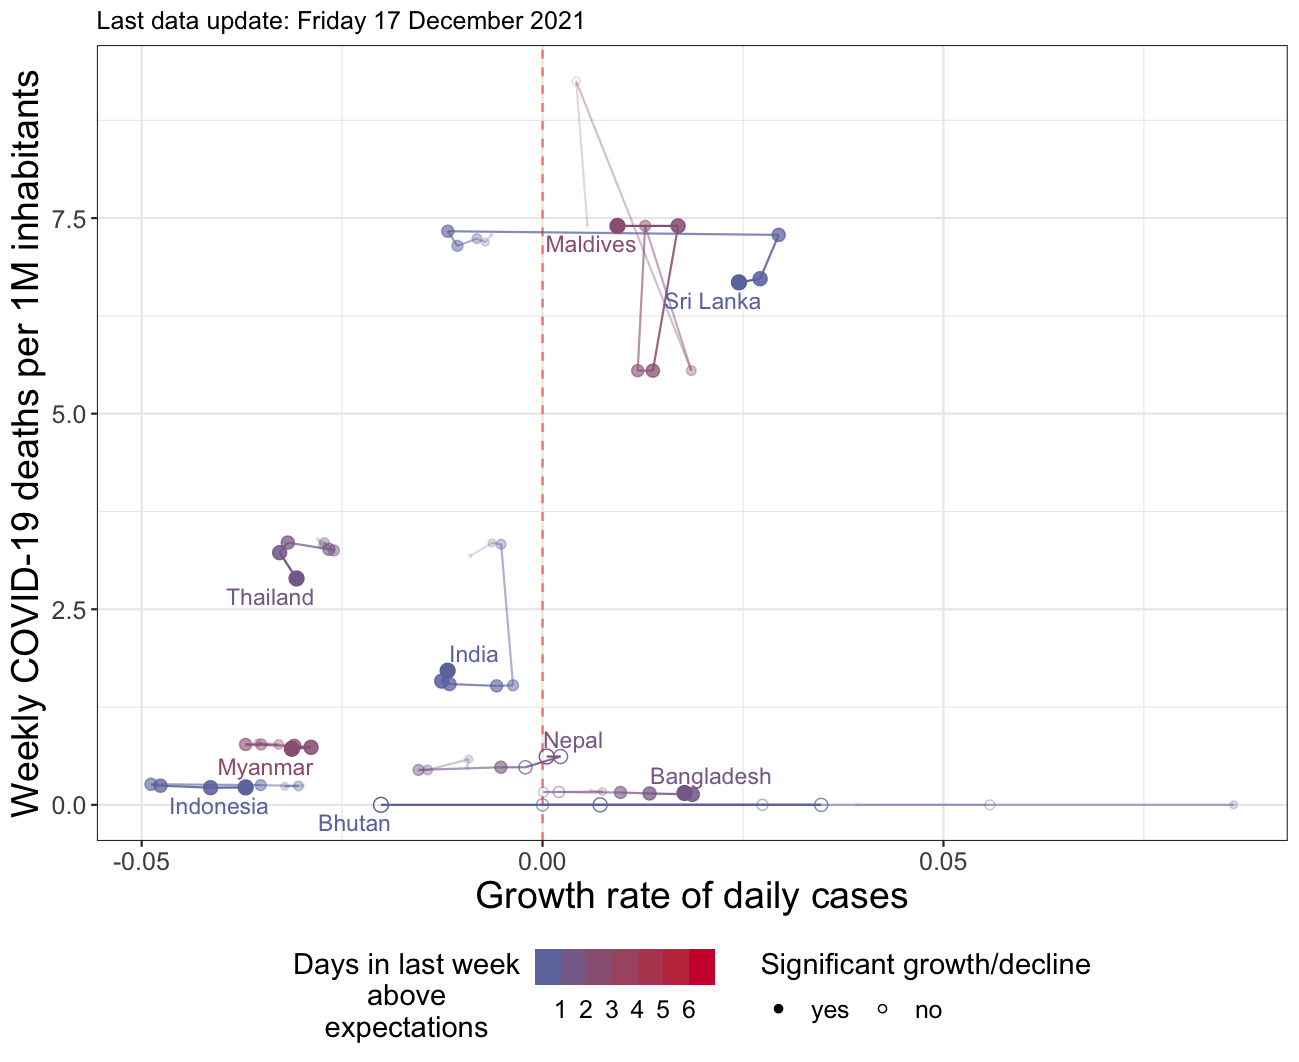 Last data update: Friday 17 December 2021
Weekly COVID-19 deaths per 1M inhabitants
7.5
5.0
2.5
0.0
Maldives
Sri Lanka
Thailand
India
Nepal
Myanmar
Bangladesh
Indonesia
Bhutan
-0.05
0.00
0.05
Growth rate of daily cases
Days in last week
above
expectations
1 2 3 4 5 6
Significant growth/decline
yes
no